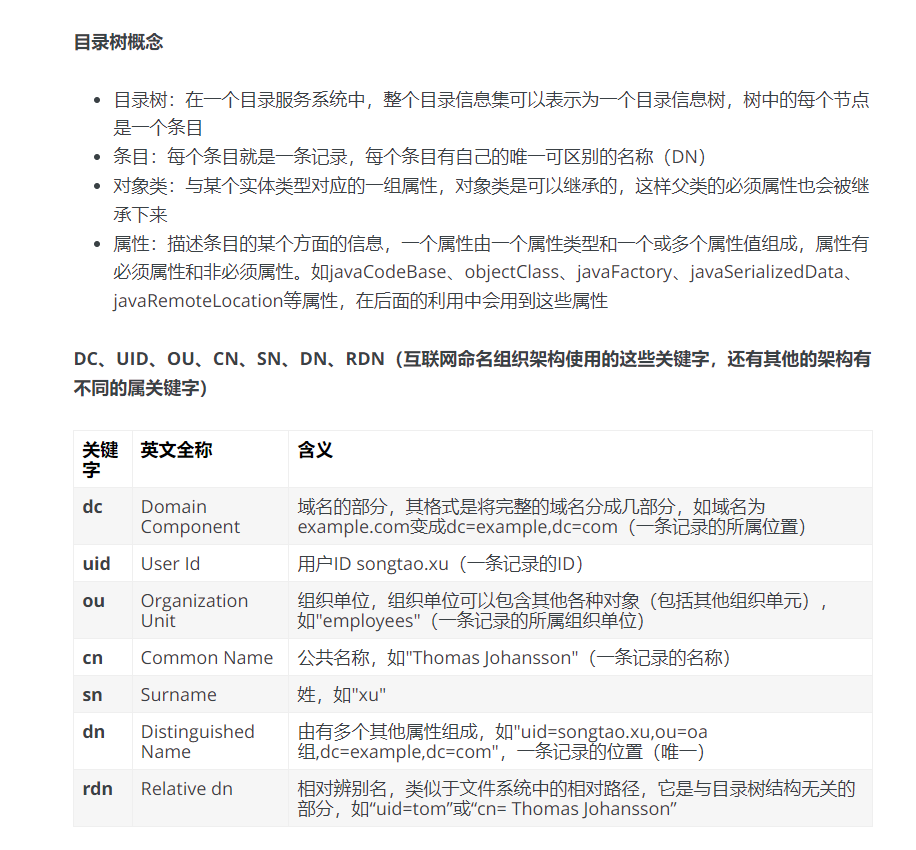 目录树概念
目录树：在一个目录服务系统中，整个目录信息集可以表示为一个目录信息树，树中的每个节点
是一个条目
条目：每个条目就是一条记录，每个条目有自己的唯一可区别的名称（DN）
对象类：与某个实体类型对应的一组属性，对象类是可以继承的，这样父类的必须属性也会被继
承下来
属性：描述条目的某个方面的信息，一个属性由一个属性类型和一个或多个属性值组成，属性有
必须属性和非必须属性。如javaCodeBase、objectClass、javaFactory、javaSerializedData、
javaRemoteLocation等属性，在后面的利用中会用到这些属性
DC、UID、OU、CN、SN、DN、RDN（互联网命名组织架构使用的这些关键字，还有其他的架构有
不同的属关键字）
关键
字
英文全称
含义
dc
Domain
Component
域名的部分，其格式是将完整的域名分成几部分，如域名为
example.com变成dc=example,dc=com（一条记录的所属位置）
uid
User Id
用户ID songtao.xu（一条记录的ID）
ou
Organization
Unit
组织单位，组织单位可以包含其他各种对象（包括其他组织单元），
如"employees"（一条记录的所属组织单位）
cn
Common Name
公共名称，如"Thomas Johansson"（一条记录的名称）
sn
Surname
姓，如"xu"
dn
Distinguished
Name
由有多个其他属性组成，如"uid=songtao.xu,ou=oa
组,dc=example,dc=com"，一条记录的位置（唯一）
rdn
Relative dn
相对辨别名，类似于文件系统中的相对路径，它是与目录树结构无关的
部分，如“uid=tom”或“cn= Thomas Johansson”